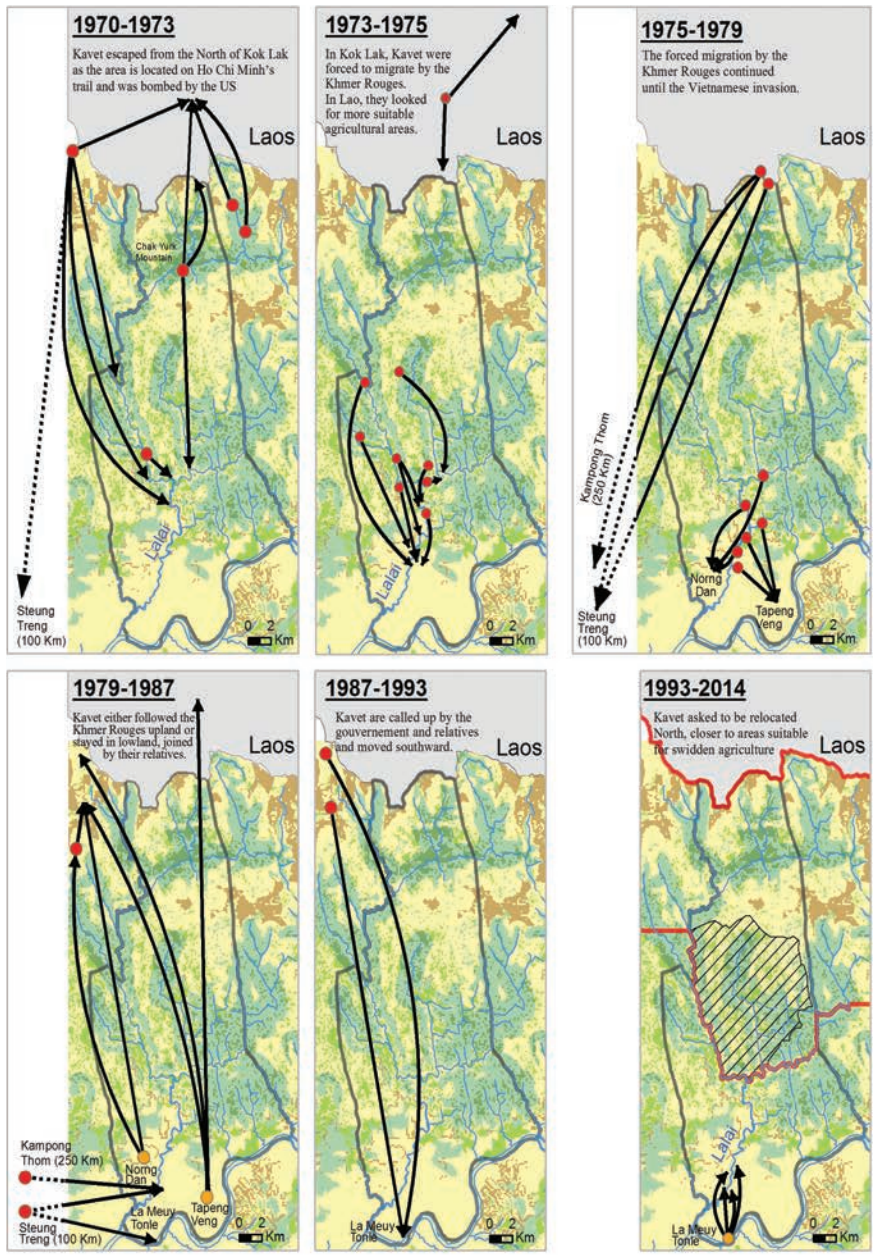 1970-1973
Kavet escaped from the North of Kok Lak
as the area is located on Ho Chi Minh's
trail and was bombed by the US
Laos
Chak Yurk
Mountain
Lalai
Steung
Treng
(100 Km)
0 2
Km
1973-1975
In Kok Lak, Kavet were
forced to migrate by the
Khmer Rouges.
In Lao, they looked
for more suitable
agricultural areas.
Laos
Lalai
0 2
Km
1975-1979
The forced migration by the
Khmer Rouges continued
until the Vietnamese invasion.
Laos
Kampong Thom
(250 Km)
Steung
Treng
(100 Km)
Norng
Dan
Tapeng
Veng
0 2
Km
1979-1987
Kavet either followed the
Khmer Rouges upland or
stayed in lowland, joined
by their relatives.
Laos
Kampong
Thom (250 Km)
Steung
Treng (100 Km)
Norng
Dan
La Meuy
Tonle
Tapeng
Veng
0 2
Km
1987-1993
Kavet are called up by the
gouvernement and relatives
and moved southward.
Laos
La Meuy
Tonle
0 2
Km
1993-2014
Kavet asked to be relocated
North, closer to areas suitable
for swidden agriculture
Laos
Lalai
La Meuy
Tonle
0 2
Km